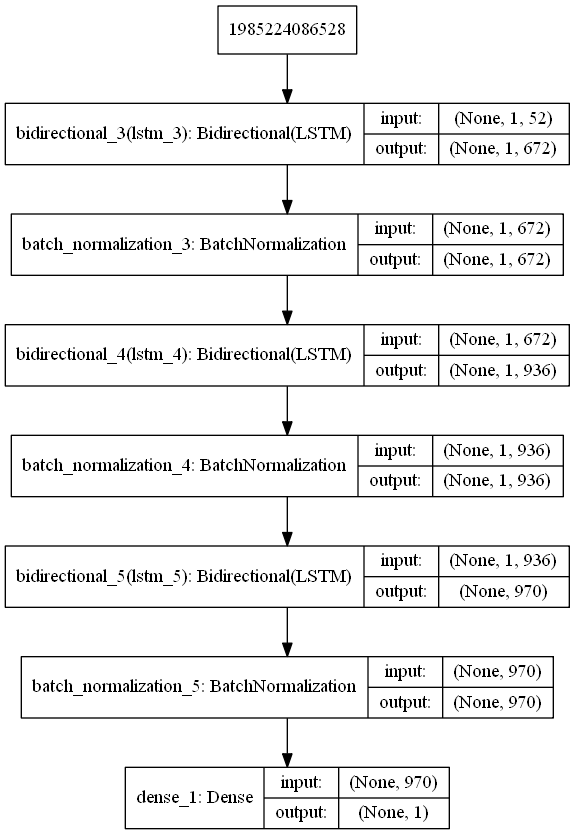 1985224086528
bidirectional_3(lstm_3): Bidirectional(LSTM)
input: (None, 1, 52)
output: (None, 1, 672)
batch_normalization_3: BatchNormalization
input: (None, 1, 672)
output: (None, 1, 672)
bidirectional_4(lstm_4): Bidirectional(LSTM)
input: (None, 1, 672)
output: (None, 1, 936)
batch_normalization_4: BatchNormalization
input: (None, 1, 936)
output: (None, 1, 936)
bidirectional_5(lstm_5): Bidirectional(LSTM)
input: (None, 1, 936)
output: (None, 970)
batch_normalization_5: BatchNormalization
input: (None, 970)
output: (None, 970)
dense_1: Dense
input: (None, 970)
output: (None, 1)